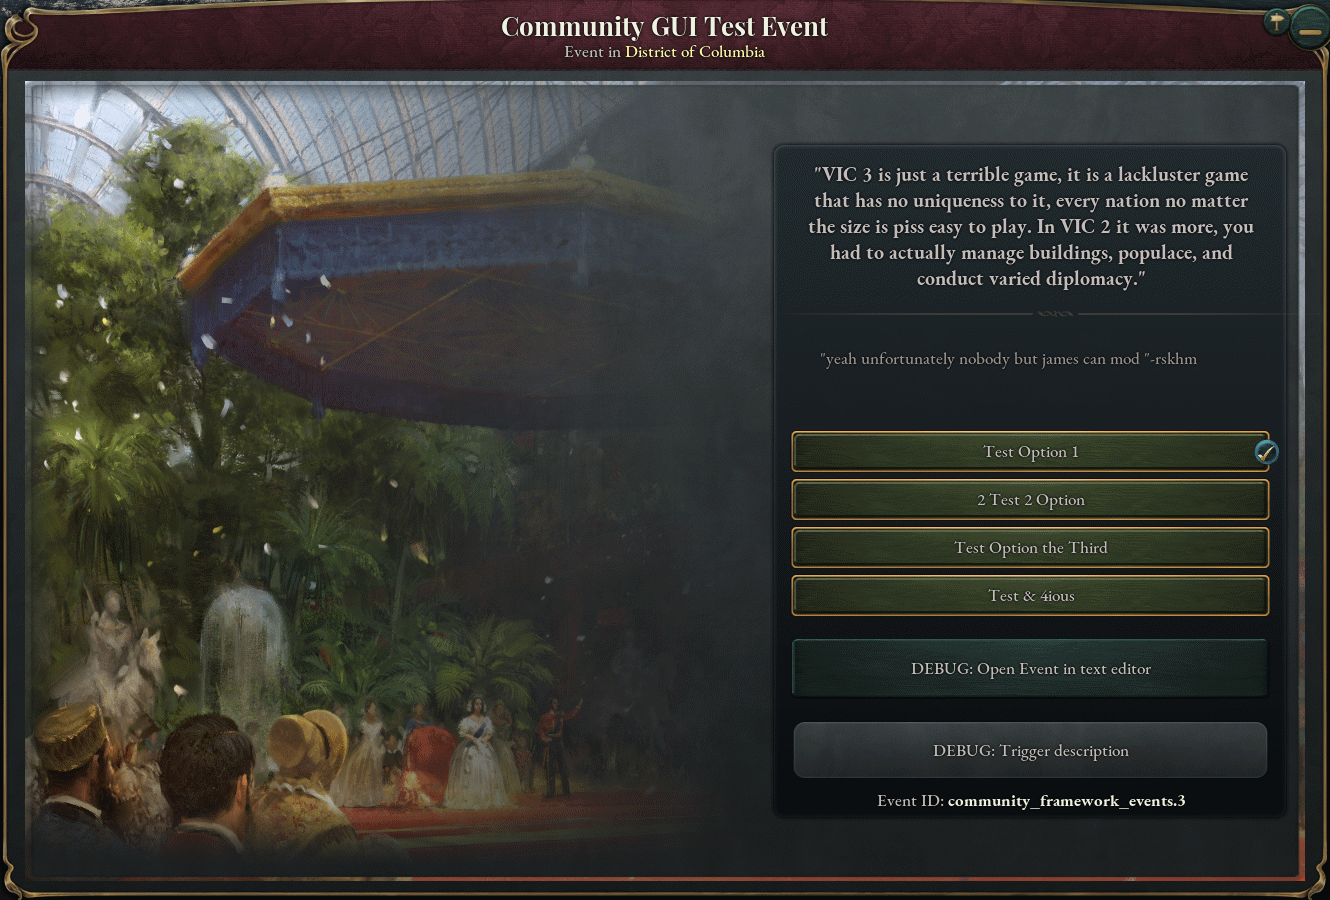 Community GUI Test Event
Event in District of Columbia
"VIC 3 is just a terrible game, it is a lackluster game
that has no uniqueness to it, every nation no matter
the size is piss easy to play. In VIC 2 it was more, you
had to actually manage buildings, populace, and
conduct varied diplomacy."
"yeah unfortunately nobody but james can mod "-rskhm
Test Option 1
2 Test 2 Option
Test Option the Third
Test & 4ious
DEBUG: Open Event in text editor
DEBUG: Trigger description
Event ID: community_framework_events.3